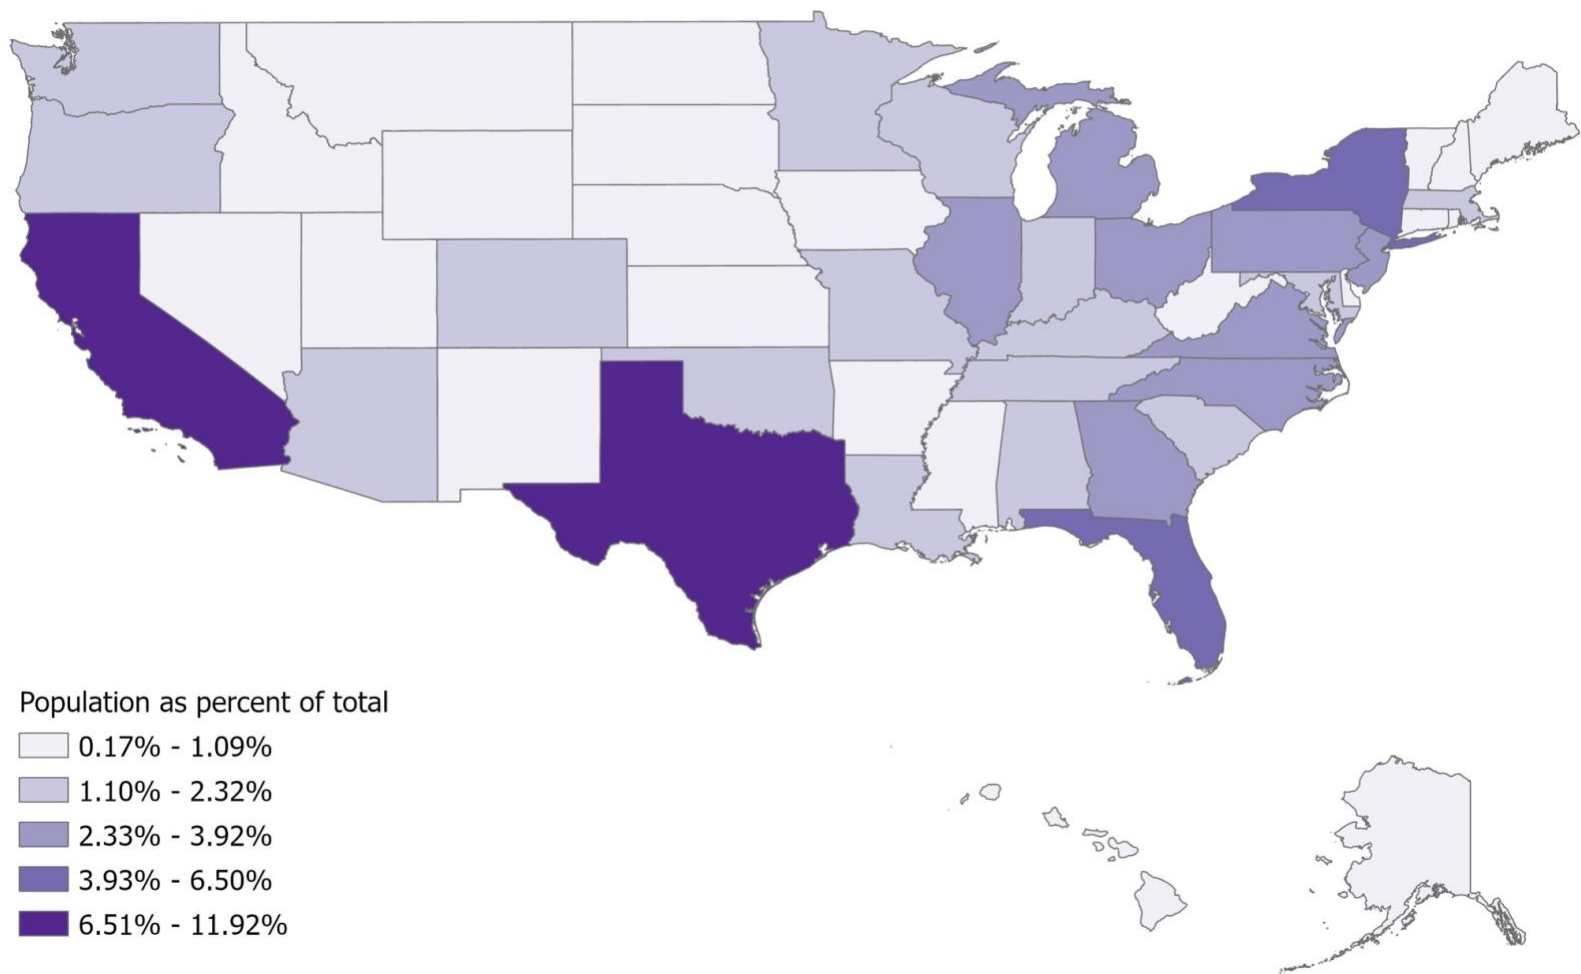 Population as percent of total
0.17% - 1.09%
1.10% - 2.32%
2.33% - 3.92%
3.93% - 6.50%
6.51% - 11.92%